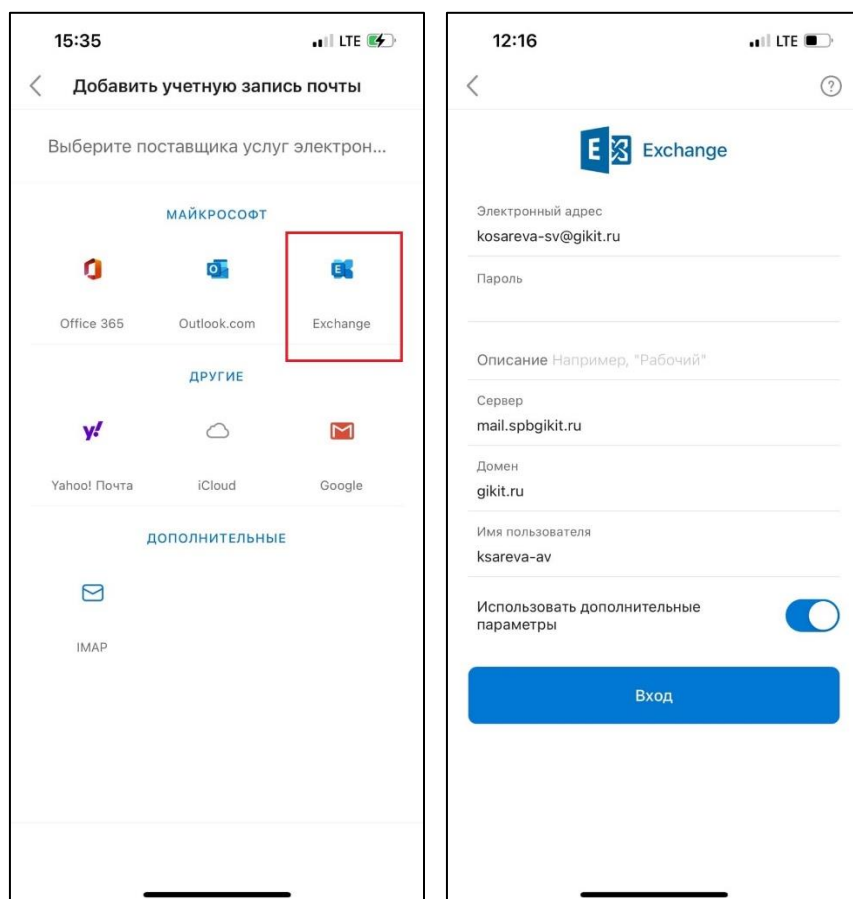 15:35
LTE
Добавить учетную запись почты
Выберите поставщика услуг электрон...
МАЙКРОСОФТ
Office 365
Outlook.com
Exchange
ДРУГИЕ
Yahoo! Почта
iCloud
Google
ДОПОЛНИТЕЛЬНЫЕ
IMAP
12:16
LTE
?
E Exchange
Электронный адрес
kosareva-sv@gikit.ru
Пароль
Описание Например, "Рабочий"
Сервер
mail.spbgikit.ru
Домен
gikit.ru
Имя пользователя
ksareva-av
Использовать дополнительные
параметры
Вход